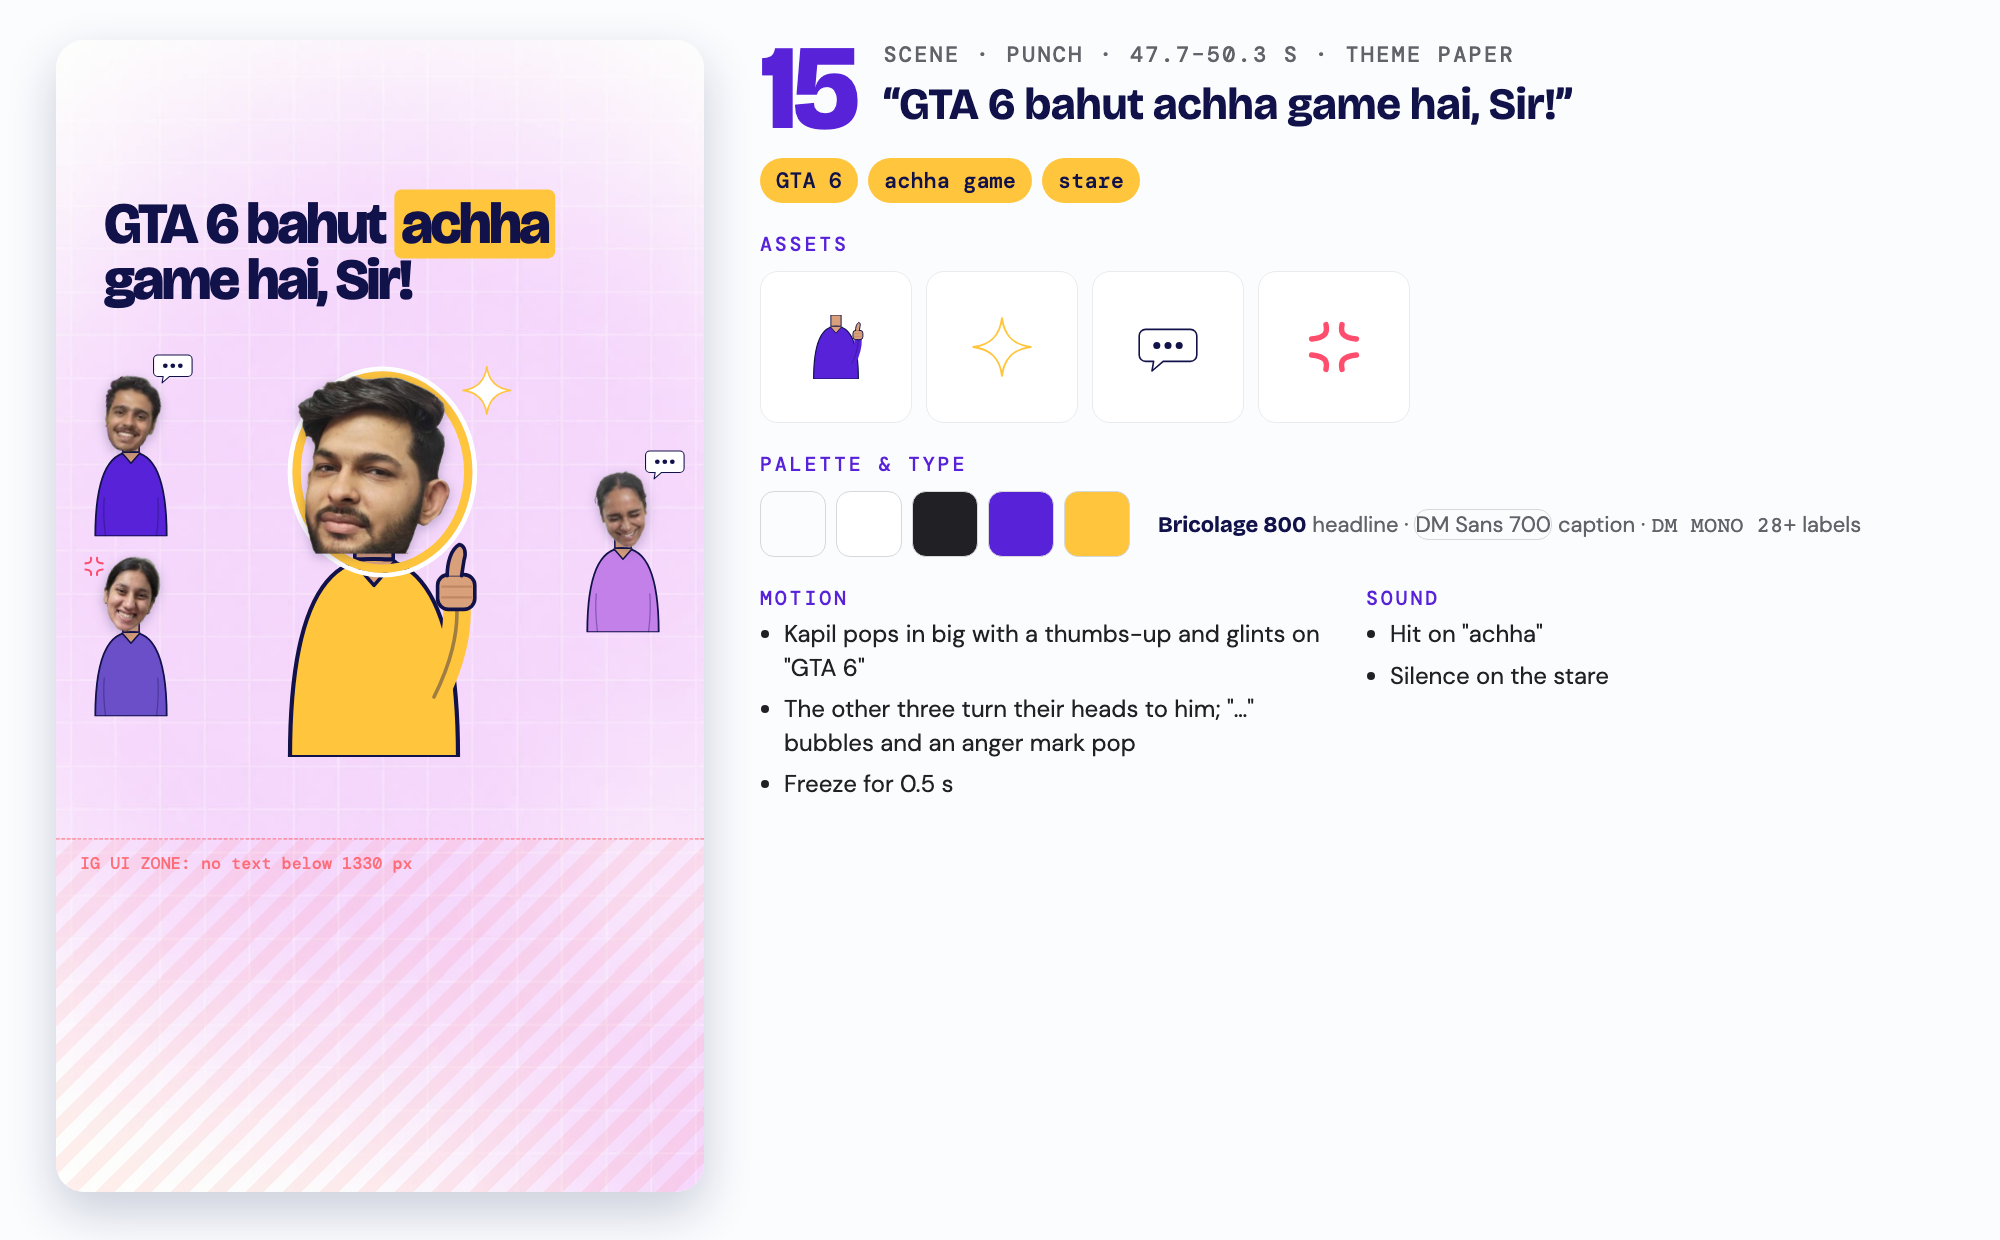 GTA 6 bahut achha
game hai, Sir!
IG UI ZONE: no text below 1330 px
15
SCENE · PUNCH · 47.7–50.3 S · THEME PAPER
“GTA 6 bahut achha game hai, Sir!”
GTA 6
achha game
stare
ASSETS
PALETTE & TYPE
Bricolage 800 headline · DM Sans 700 caption · DM MONO 28+ labels
MOTION
Kapil pops in big with a thumbs-up and glints on
"GTA 6"
The other three turn their heads to him; "..."
bubbles and an anger mark pop
Freeze for 0.5 s
SOUND
Hit on "achha"
Silence on the stare